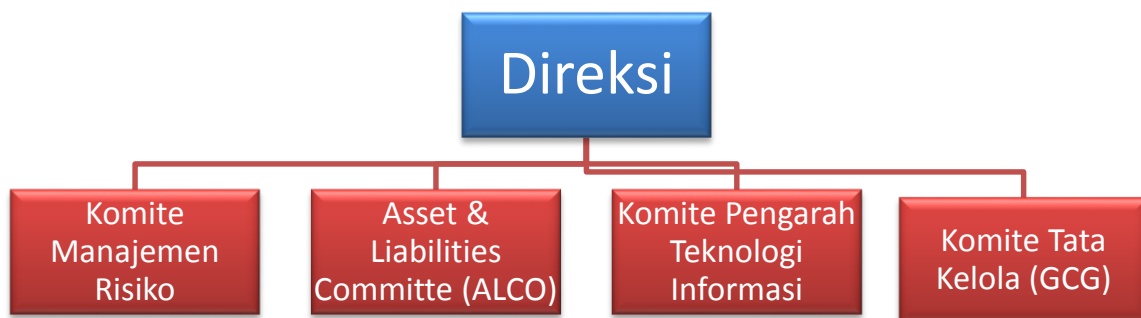 Direksi
Komite
Manajemen
Risiko
Asset &
Liabilities
Committe (ALCO)
Komite Pengarah
Teknologi
Informasi
Komite Tata
Kelola (GCG)